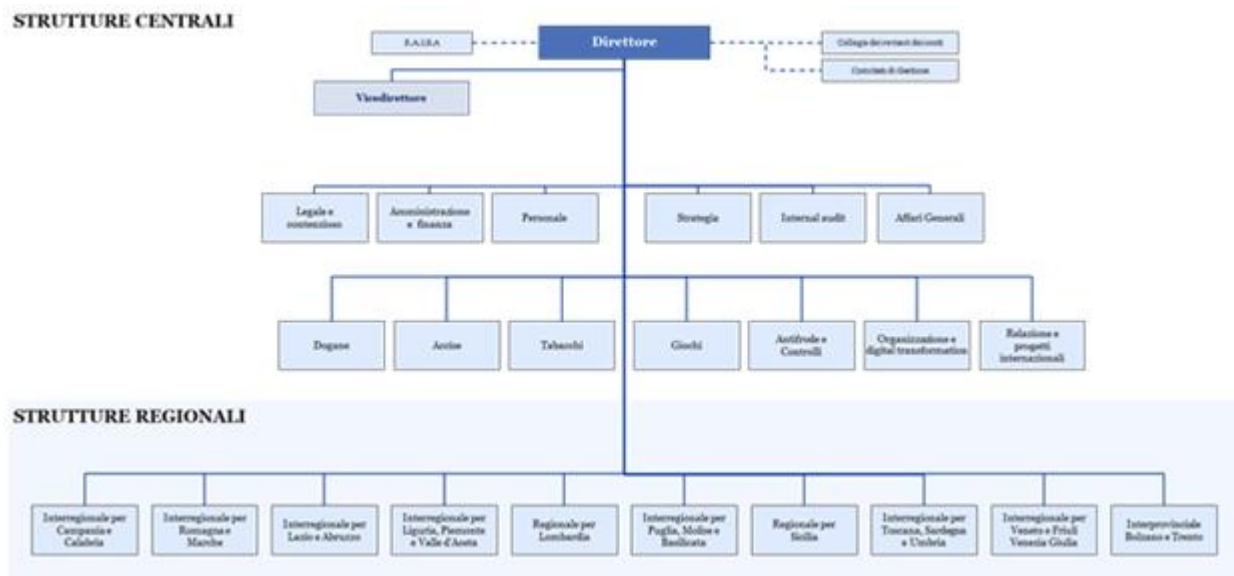 STRUTTURE CENTRALI
Direttore
Collegio dei revisori dei conti
Comitato di Gestione
Vicedirettore
Legale e
contenzioso
Amministrazione
e finanza
Personale
Strategia
Internal audit
Affari Generali
Dogane
Accise
Tabacchi
Giochi
Antifrode e
Controlli
Organizzazione e
digital transformation
Relazione e
progetti
internazionali
STRUTTURE REGIONALI
Interregionale per
Campania e
Calabria
Interregionale per
Romagna e
Marche
Interregionale per
Lazio e Abruzzo
Interregionale per
Liguria, Piemonte
e Valle d'Aosta
Regionale per
Lombardia
Interregionale per
Puglia, Molise e
Basilicata
Regionale per
Sicilia
Interregionale per
Toscana, Sardegna
e Umbria
Interregionale per
Veneto e Friuli
Venezia Giulia
Interprovinciale
Bolzano e Trento